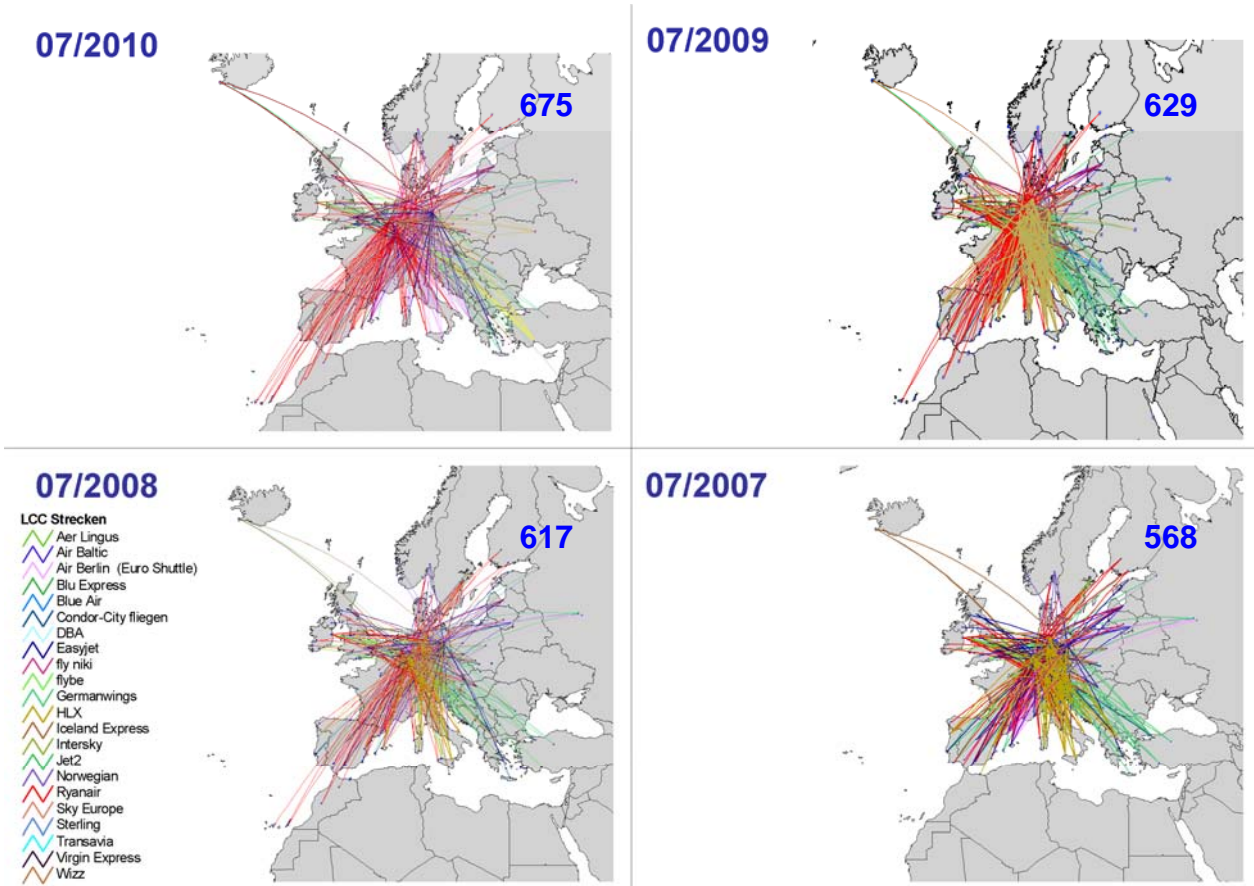 07/2010
675
07/2009
629
07/2008
617
LCC Strecken
Aer Lingus
Air Baltic
Air Berlin (Euro Shuttle)
Blu Express
Blue Air
Condor-City fliegen
DBA
Easyjet
fly niki
flybe
Germanwings
HLX
Iceland Express
Intersky
Jet2
Norwegian
Ryanair
Sky Europe
Sterling
Transavia
Virgin Express
Wizz
07/2007
568